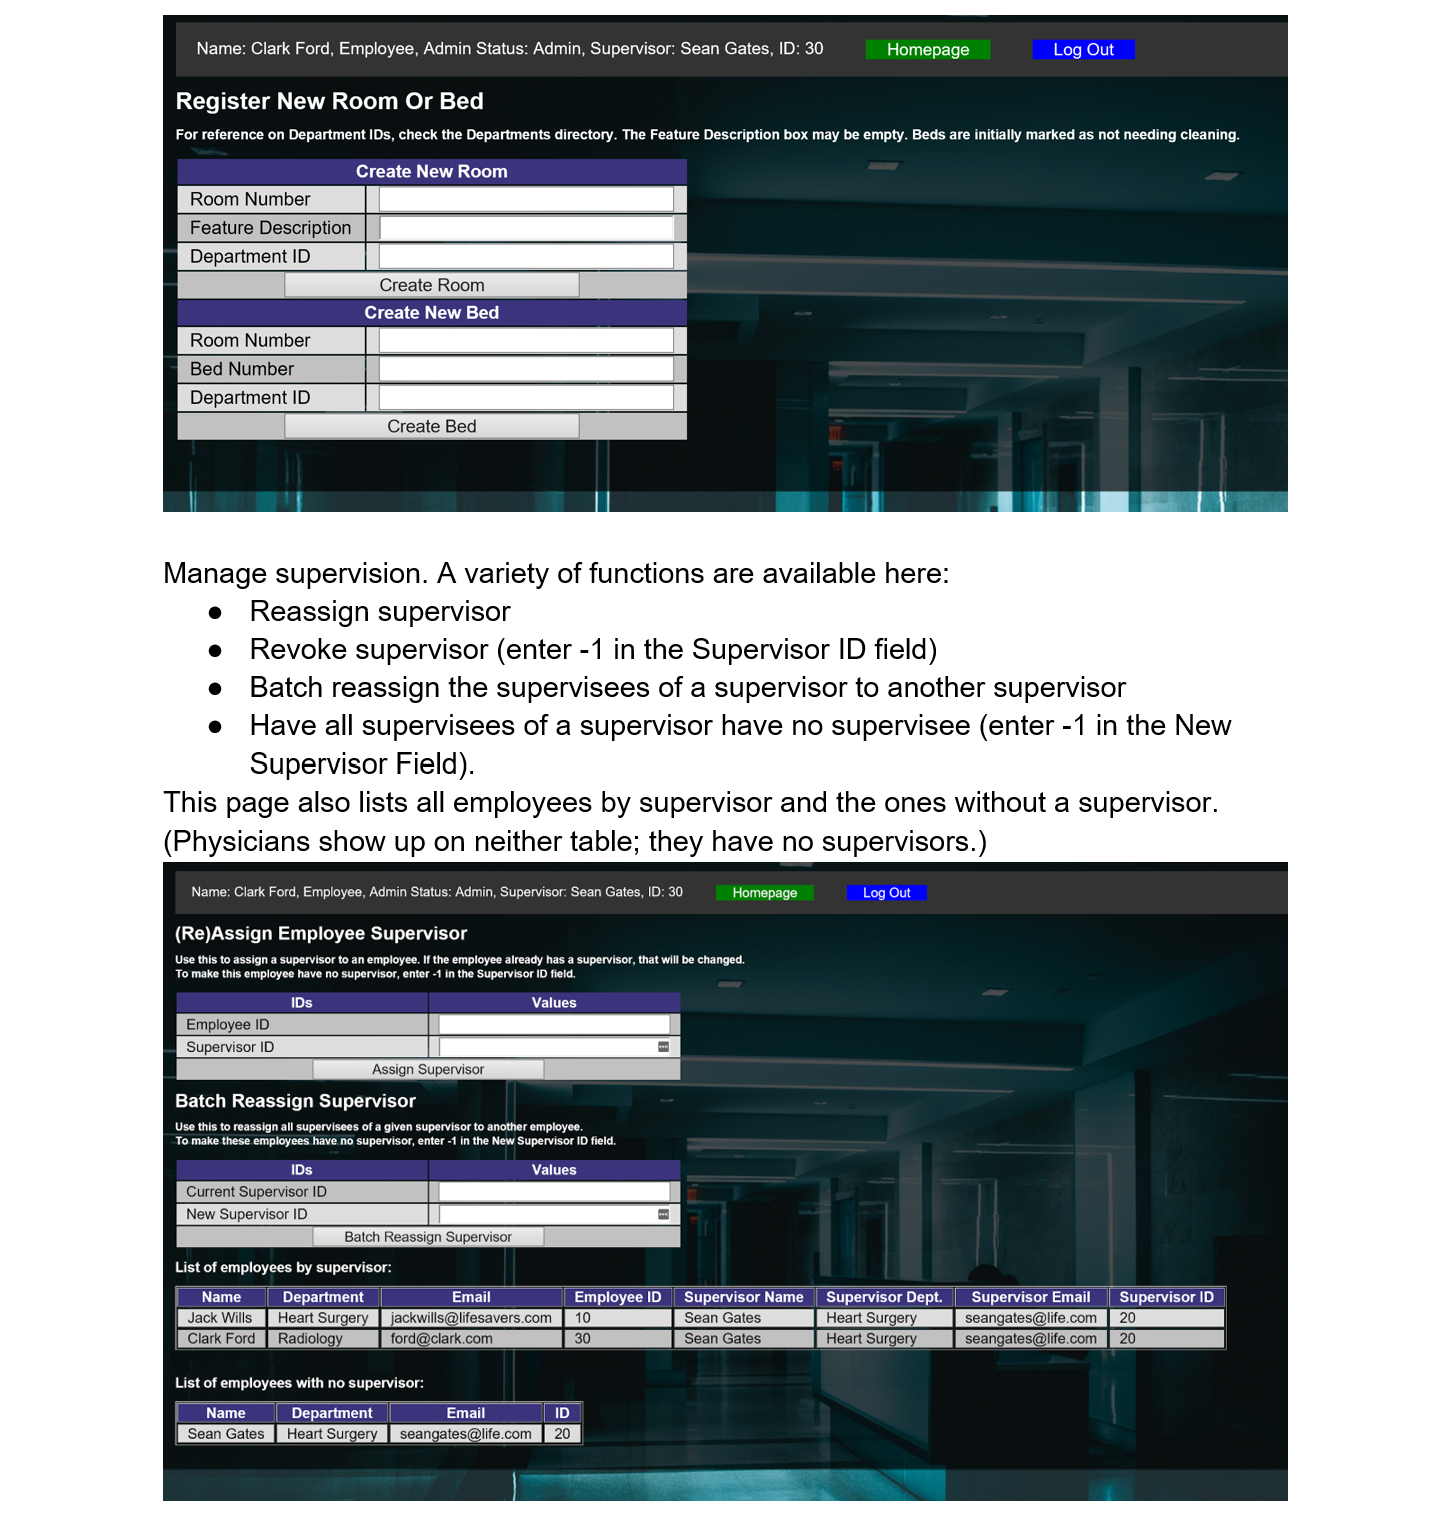 Name: Clark Ford, Employee, Admin Status: Admin, Supervisor: Sean Gates, ID: 30 Homepage Log Out
Register New Room Or Bed
For reference on Department IDs, check the Departments directory. The Feature Description box may be empty. Beds are initially marked as not needing cleaning.
Create New Room
Room Number
Feature Description
Department ID
Create Room
Create New Bed
Room Number
Bed Number
Department ID
Create Bed
Manage supervision. A variety of functions are available here:
● Reassign supervisor
● Revoke supervisor (enter -1 in the Supervisor ID field)
● Batch reassign the supervisees of a supervisor to another supervisor
● Have all supervisees of a supervisor have no supervisee (enter -1 in the New
Supervisor Field).
This page also lists all employees by supervisor and the ones without a supervisor.
(Physicians show up on neither table; they have no supervisors.)
Name: Clark Ford, Employee, Admin Status: Admin, Supervisor: Sean Gates, ID: 30 Homepage Log Out
(Re)Assign Employee Supervisor
Use this to assign a supervisor to an employee. If the employee already has a supervisor, that will be changed.
To make this employee have no supervisor, enter -1 in the Supervisor ID field.
IDs Values
Employee ID
Supervisor ID
Assign Supervisor
Batch Reassign Supervisor
Use this to reassign all supervisees of a given supervisor to another employee.
To make these employees have no supervisor, enter -1 in the New Supervisor ID field.
IDs Values
Current Supervisor ID
New Supervisor ID
Batch Reassign Supervisor
List of employees by supervisor:
Name Department Email Employee ID Supervisor Name Supervisor Dept. Supervisor Email Supervisor ID
Jack Wills Heart Surgery jackwills@lifesavers.com 10 Sean Gates Heart Surgery seangates@life.com 20
Clark Ford Radiology ford@clark.com 30 Sean Gates Heart Surgery seangates@life.com 20
List of employees with no supervisor:
Name Department Email ID
Sean Gates Heart Surgery seangates@life.com 20